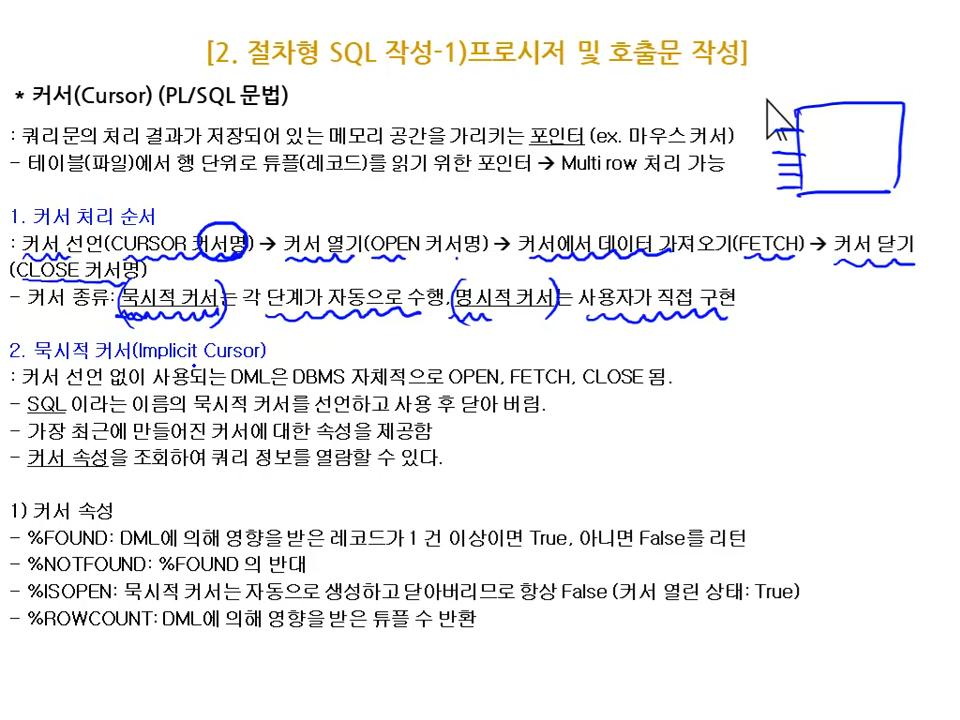 [2. 절차형 SQL 작성-1)프로시저 및 호출문 작성]
* 커서(Cursor) (PL/SQL 문법)
: 쿼리문의 처리 결과가 저장되어 있는 메모리 공간을 가리키는 포인터 (ex. 마우스 커서)
- 테이블(파일)에서 행 단위로 튜플(레코드)를 읽기 위한 포인터 → Multi row 처리 가능
1. 커서 처리 순서
: 커서 선언(CURSOR 커서명) → 커서 열기(OPEN 커서명) → 커서에서 데이터 가져오기(FETCH) → 커서 닫기
(CLOSE 커서명)
- 커서 종류: 묵시적 커서는 각 단계가 자동으로 수행, 명시적 커서는 사용자가 직접 구현
2. 묵시적 커서(Implicit Cursor)
: 커서 선언 없이 사용되는 DML은 DBMS 자체적으로 OPEN, FETCH, CLOSE 됨.
- SQL 이라는 이름의 묵시적 커서를 선언하고 사용 후 닫아 버림.
- 가장 최근에 만들어진 커서에 대한 속성을 제공함
- 커서 속성을 조회하여 쿼리 정보를 열람할 수 있다.
1) 커서 속성
- %FOUND: DML에 의해 영향을 받은 레코드가 1 건 이상이면 True, 아니면 False를 리턴
- %NOTFOUND: %FOUND 의 반대
- %ISOPEN: 묵시적 커서는 자동으로 생성하고 닫아버리므로 항상 False (커서 열린 상태: True)
- %ROWCOUNT: DML에 의해 영향을 받은 튜플 수 반환